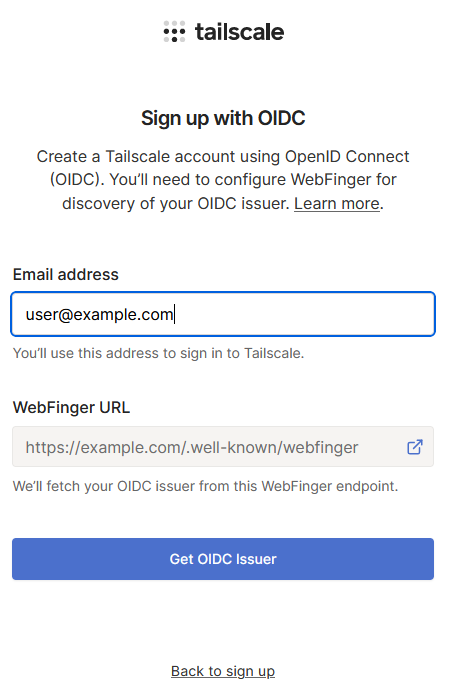 tailscale
Sign up with OIDC
Create a Tailscale account using OpenID Connect
(OIDC). You’ll need to configure WebFinger for
discovery of your OIDC issuer. Learn more.
Email address
user@example.com
You’ll use this address to sign in to Tailscale.
WebFinger URL
https://example.com/.well-known/webfinger
We’ll fetch your OIDC issuer from this WebFinger endpoint.
Get OIDC Issuer
Back to sign up